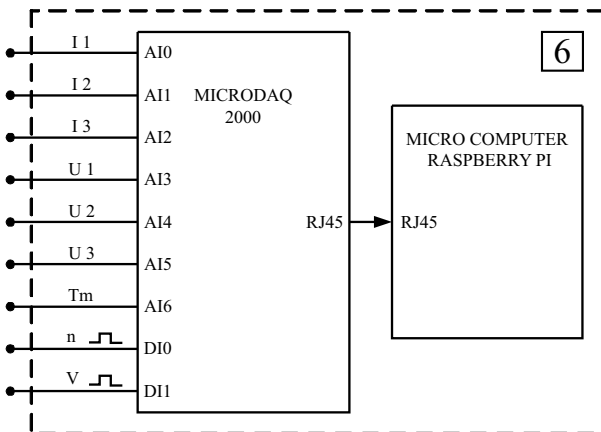 I 1
AI0
6
I 2
AI1
MICRODAQ
2000
I 3
AI2
MICRO COMPUTER
RASPBERRY PI
U 1
AI3
U 2
AI4
RJ45
RJ45
U 3
AI5
Tm
AI6
n
DI0
V
DI1